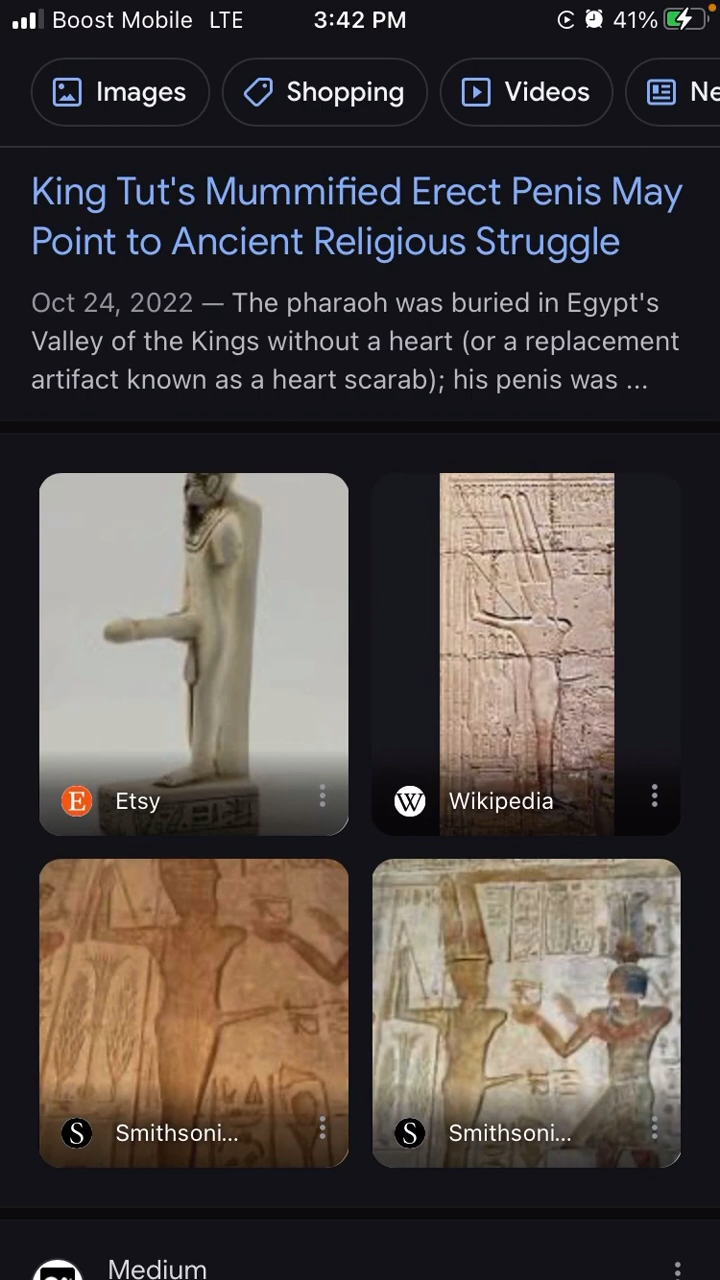 Boost Mobile LTE 3:42 PM 41%
Images Shopping Videos Ne
King Tut's Mummified Erect Penis May
Point to Ancient Religious Struggle
Oct 24, 2022 — The pharaoh was buried in Egypt's
Valley of the Kings without a heart (or a replacement
artifact known as a heart scarab); his penis was ...
E Etsy
W Wikipedia
S Smithsoni...
S Smithsoni...
Medium